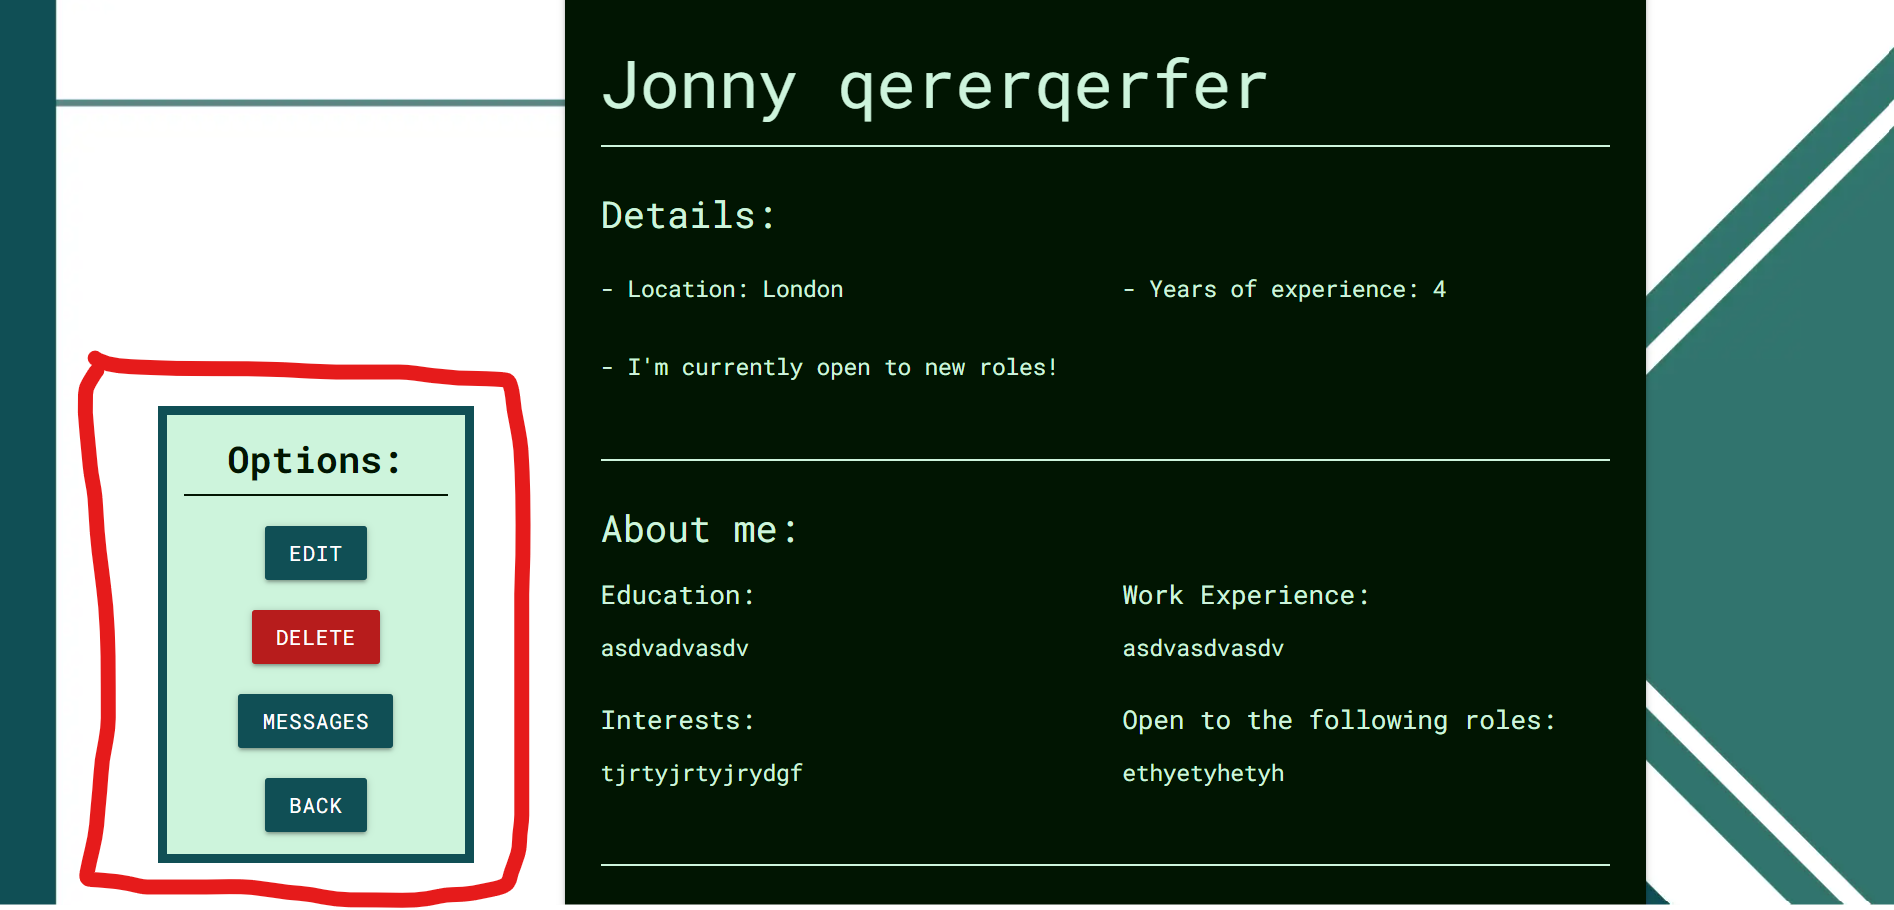 Jonny qererqerfer
Details:
- Location: London
- Years of experience: 4
- I'm currently open to new roles!
Options:
EDIT
DELETE
MESSAGES
BACK
About me:
Education:
asdvadvasdv
Work Experience:
asdvasdvasdv
Interests:
tjrtyjrtyjrydgf
Open to the following roles:
ethyetyhetyh